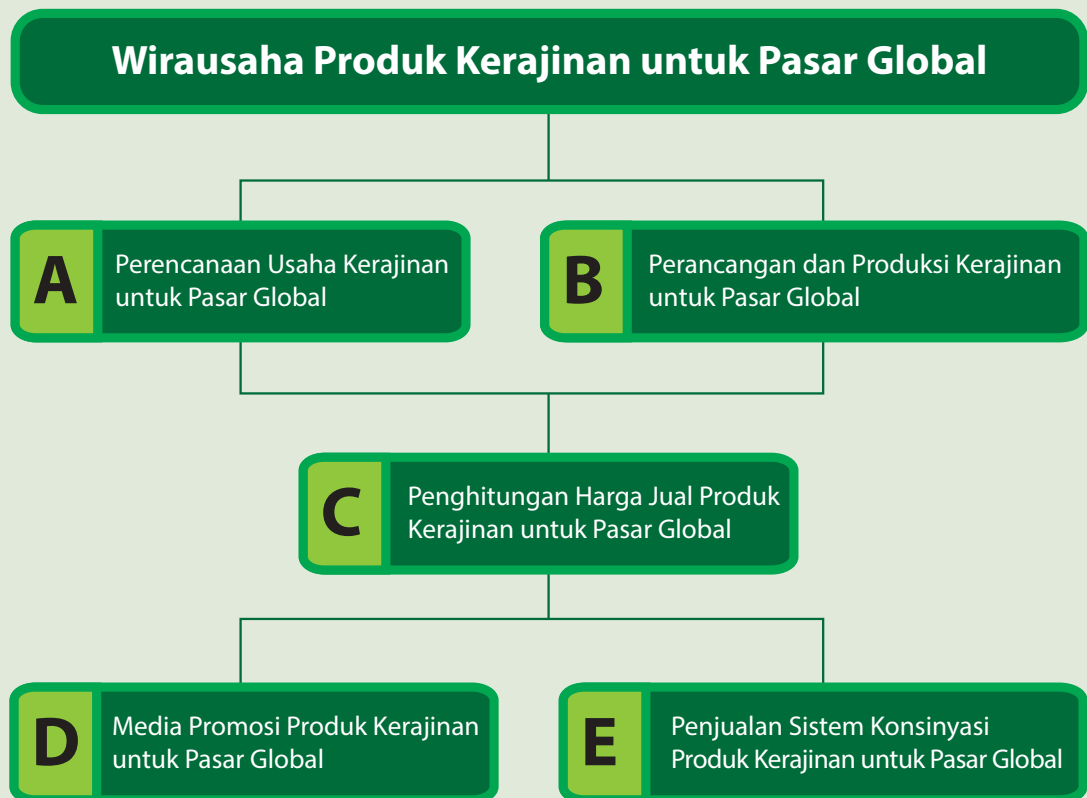 Wirausaha Produk Kerajinan untuk Pasar Global
A
Perencanaan Usaha Kerajinan
untuk Pasar Global
B
Perancangan dan Produksi Kerajinan
untuk Pasar Global
C
Penghitungan Harga Jual Produk
Kerajinan untuk Pasar Global
D
Media Promosi Produk Kerajinan
untuk Pasar Global
E
Penjualan Sistem Konsinyasi
Produk Kerajinan untuk Pasar Global